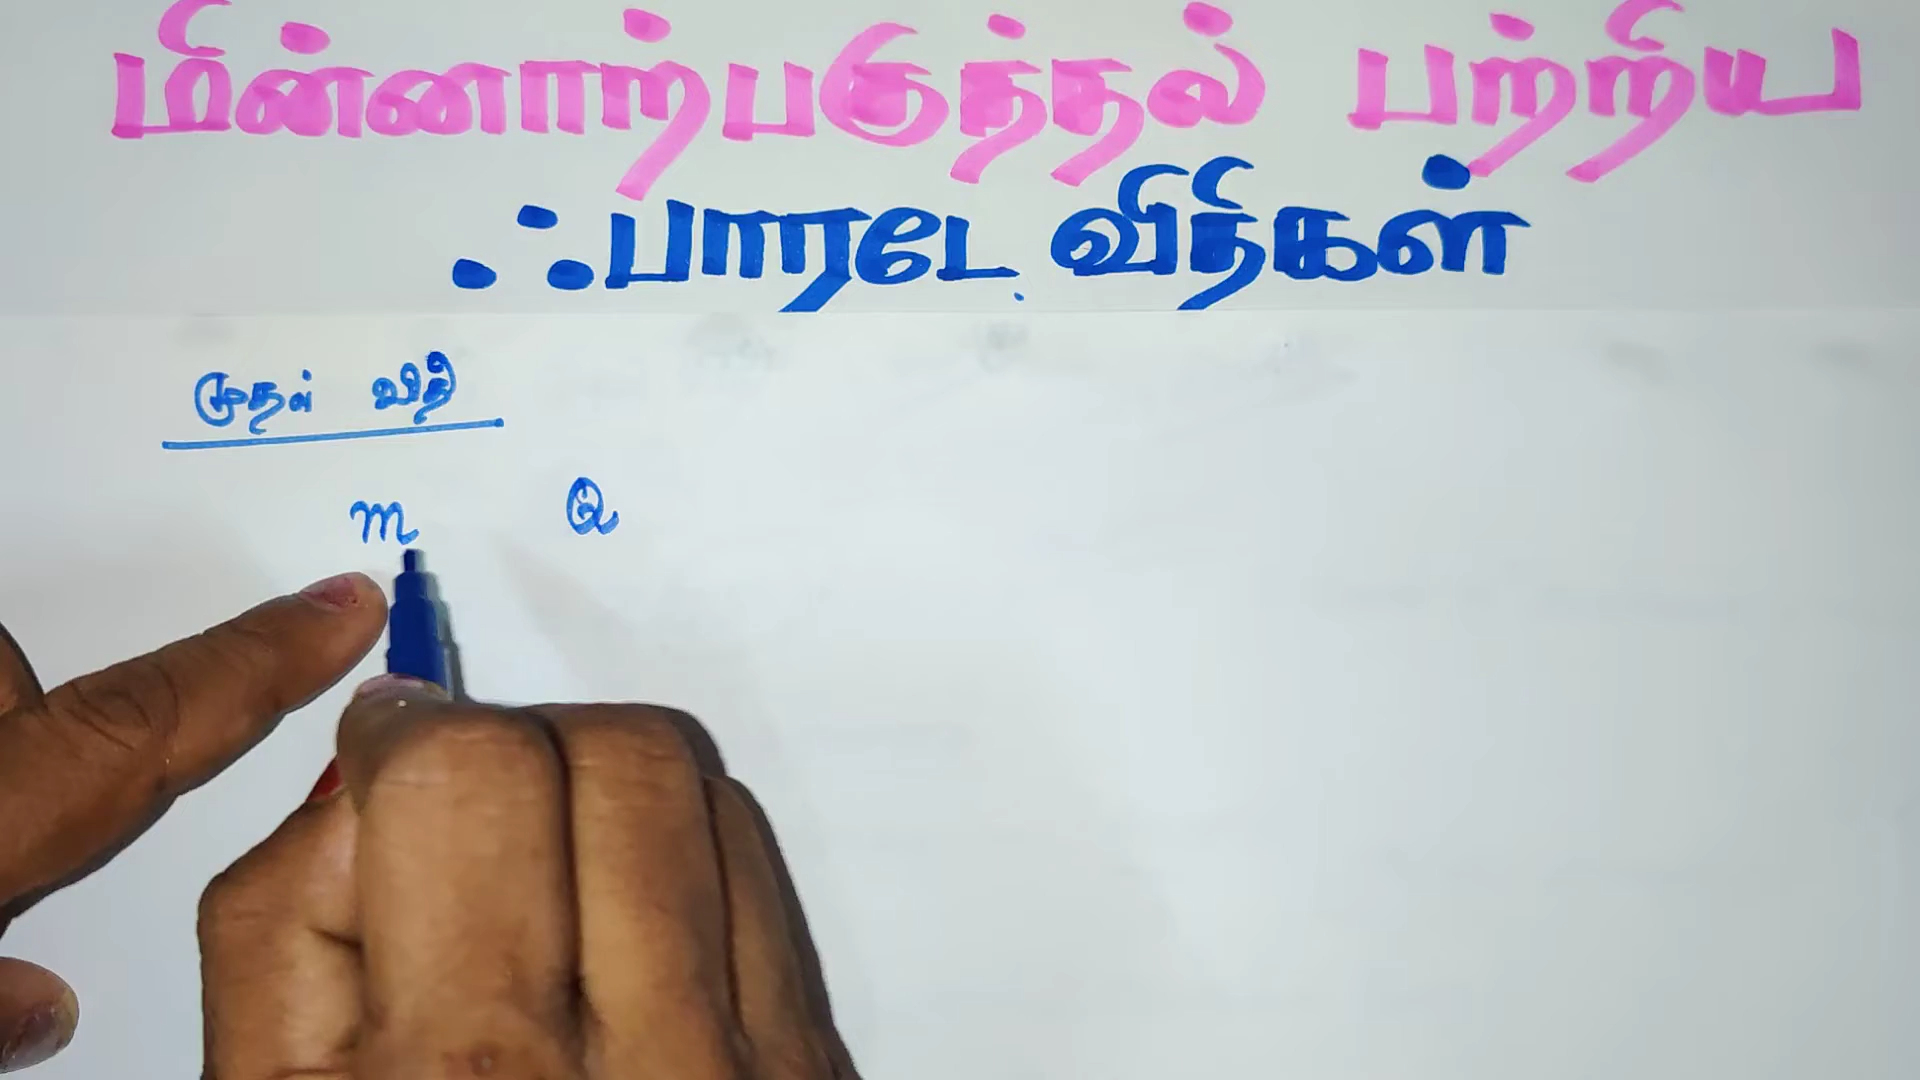 மின்னாற்பகுத்தல் பற்றிய
ஃபாரடே விதிகள்
முதல் விதி
m Q